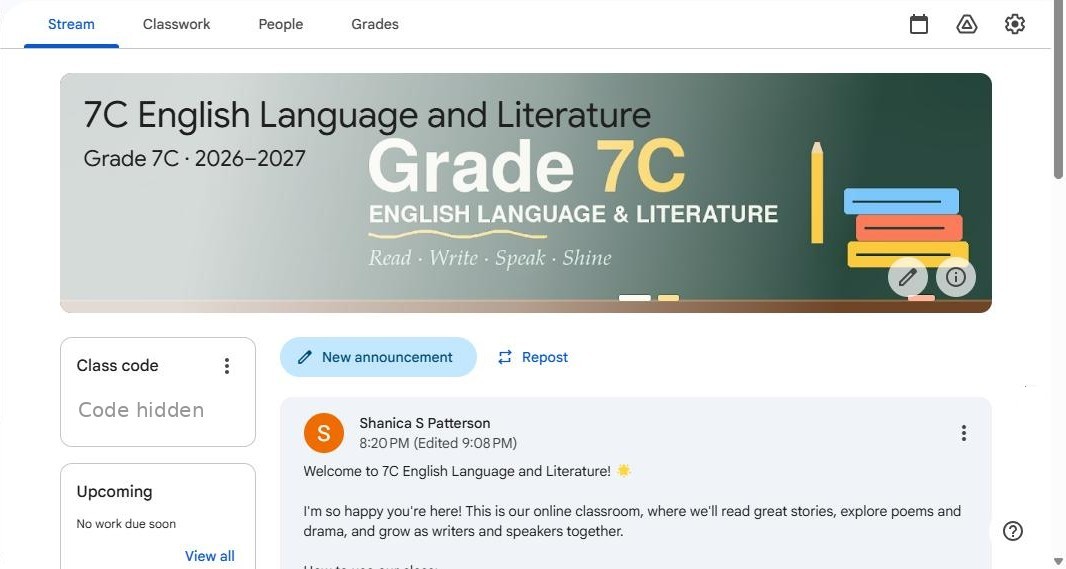 Stream Classwork People Grades
7C English Language and Literature
Grade 7C · 2026–2027
Grade 7C
ENGLISH LANGUAGE & LITERATURE
Read · Write · Speak · Shine
Class code
Code hidden
Upcoming
No work due soon
View all
New announcement Repost
S
Shanica S Patterson
8:20 PM (Edited 9:08 PM)
Welcome to 7C English Language and Literature! 🌟
I'm so happy you're here! This is our online classroom, where we'll read great stories, explore poems and
drama, and grow as writers and speakers together.